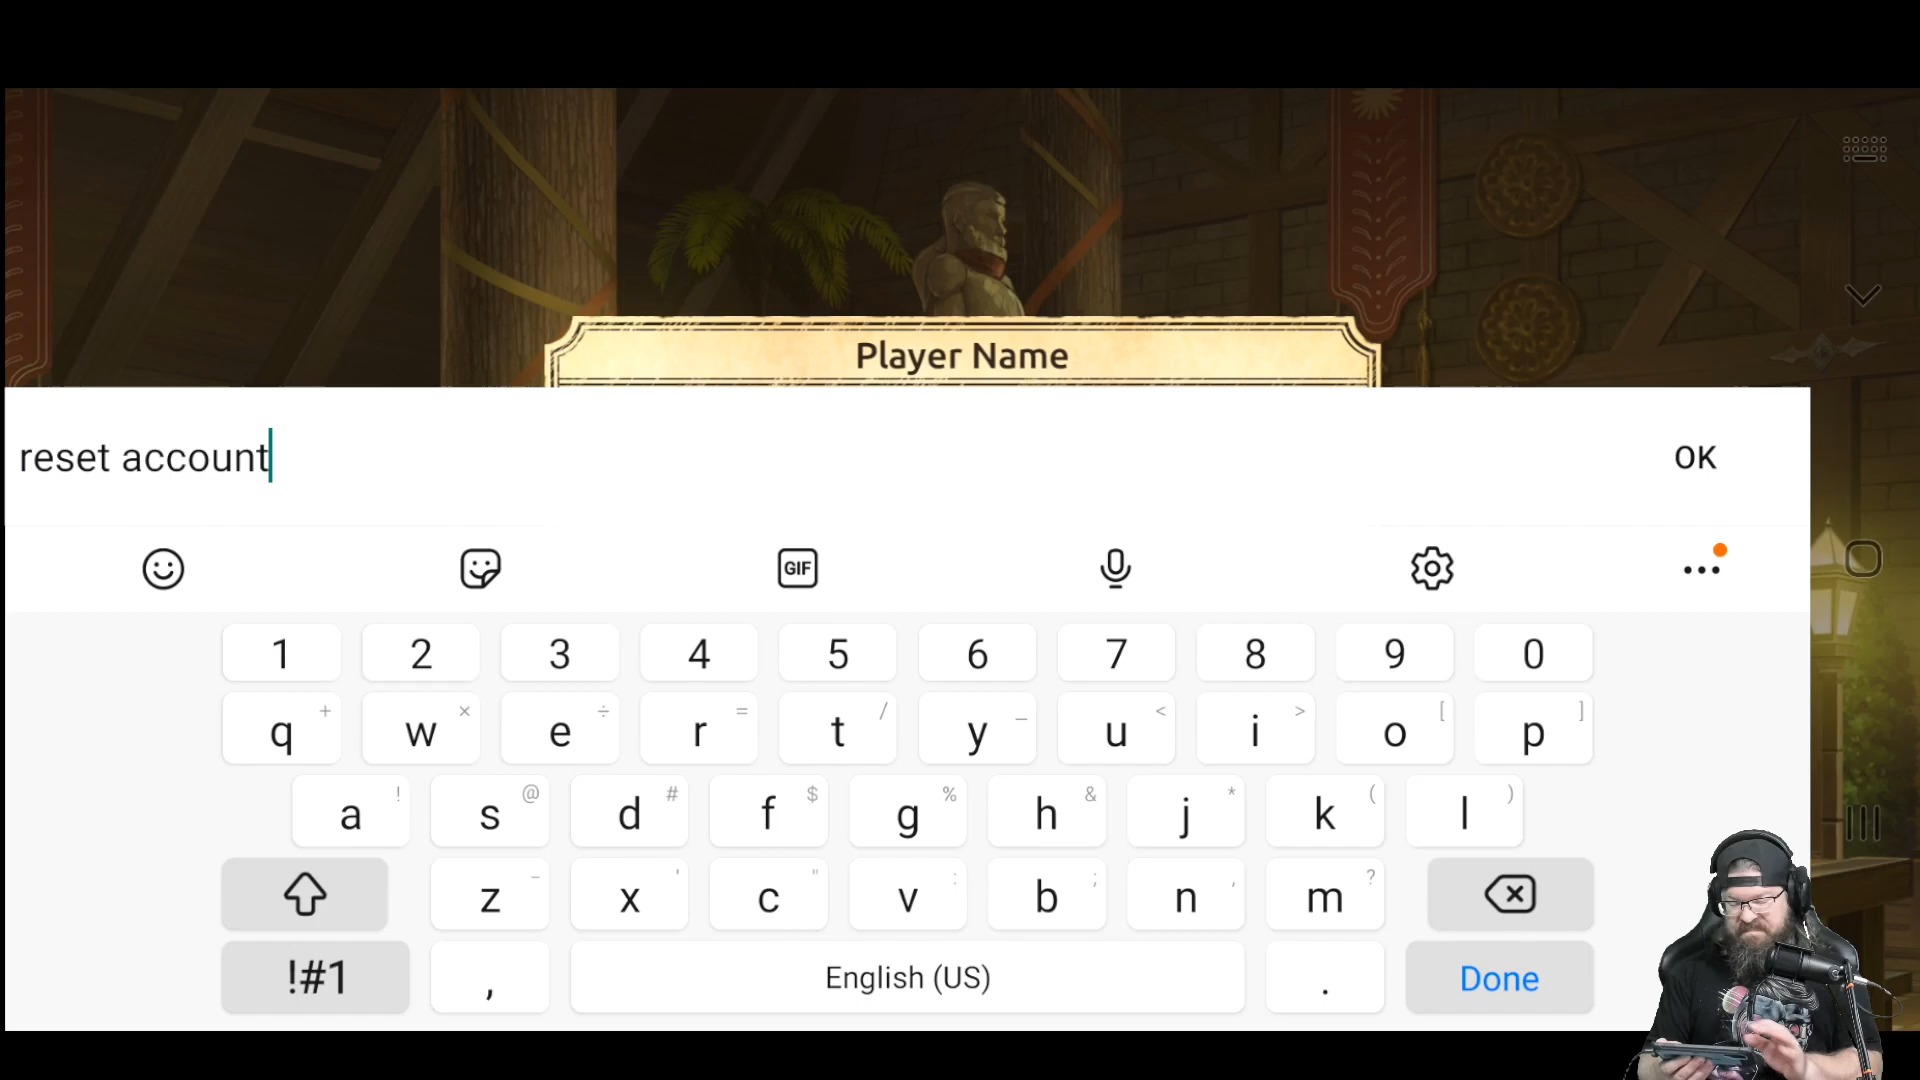 Player Name
reset account
OK
GIF
1 2 3 4 5 6 7 8 9 0
q + w × e ÷ r = t / y _ u < i > o [ p ]
a ! s @ d # f $ g % h & j * k ( l )
z - x ' c " v : b ; n , m ?
!#1 , English (US) . Done